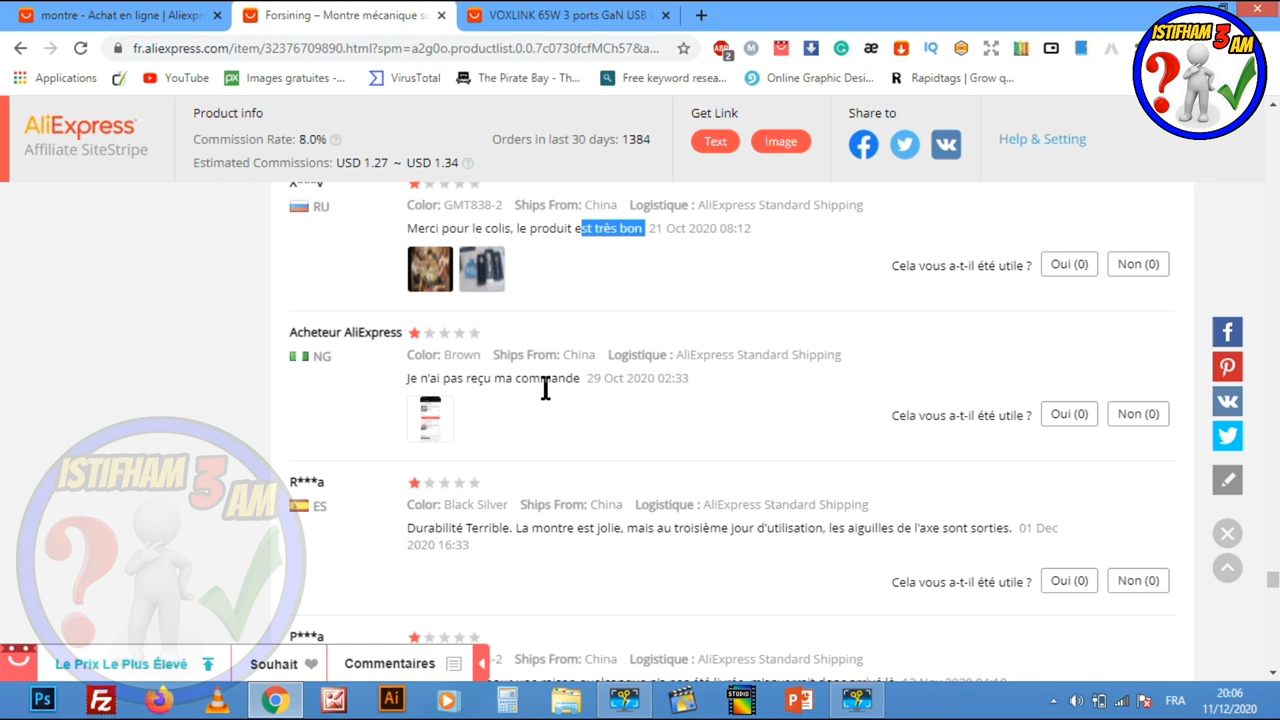 montre - Achat en ligne | Aliexpr
Forsining – Montre mécanique s
VOXLINK 65W 3 ports GaN USB
fr.aliexpress.com/item/32376709890.html?spm=a2g0o.productlist.0.0.7c0730fcfMCh57&a...
Applications
YouTube
Images gratuites -...
VirusTotal
The Pirate Bay - Th...
Free keyword resea...
Online Graphic Desi...
Rapidtags | Grow q...
ISTIFHAM 3 AM
AliExpress
Affiliate SiteStripe
Product info
Commission Rate: 8.0%
Orders in last 30 days: 1384
Estimated Commissions: USD 1.27 ~ USD 1.34
Get Link
Text
Image
Share to
Help & Setting
X***v
RU
Color: GMT838-2 Ships From: China Logistique : AliExpress Standard Shipping
Merci pour le colis, le produit est très bon 21 Oct 2020 08:12
Cela vous a-t-il été utile ? Oui (0) Non (0)
Acheteur AliExpress
NG
Color: Brown Ships From: China Logistique : AliExpress Standard Shipping
Je n'ai pas reçu ma commande 29 Oct 2020 02:33
Cela vous a-t-il été utile ? Oui (0) Non (0)
R***a
ES
Color: Black Silver Ships From: China Logistique : AliExpress Standard Shipping
Durabilité Terrible. La montre est jolie, mais au troisième jour d'utilisation, les aiguilles de l'axe sont sorties. 01 Dec
2020 16:33
Cela vous a-t-il été utile ? Oui (0) Non (0)
P***a
-2 Ships From: China Logistique : AliExpress Standard Shipping
ISTIFHAM 3 AM
Le Prix Le Plus Élevé
Souhait
Commentaires
FRA
20:06
11/12/2020